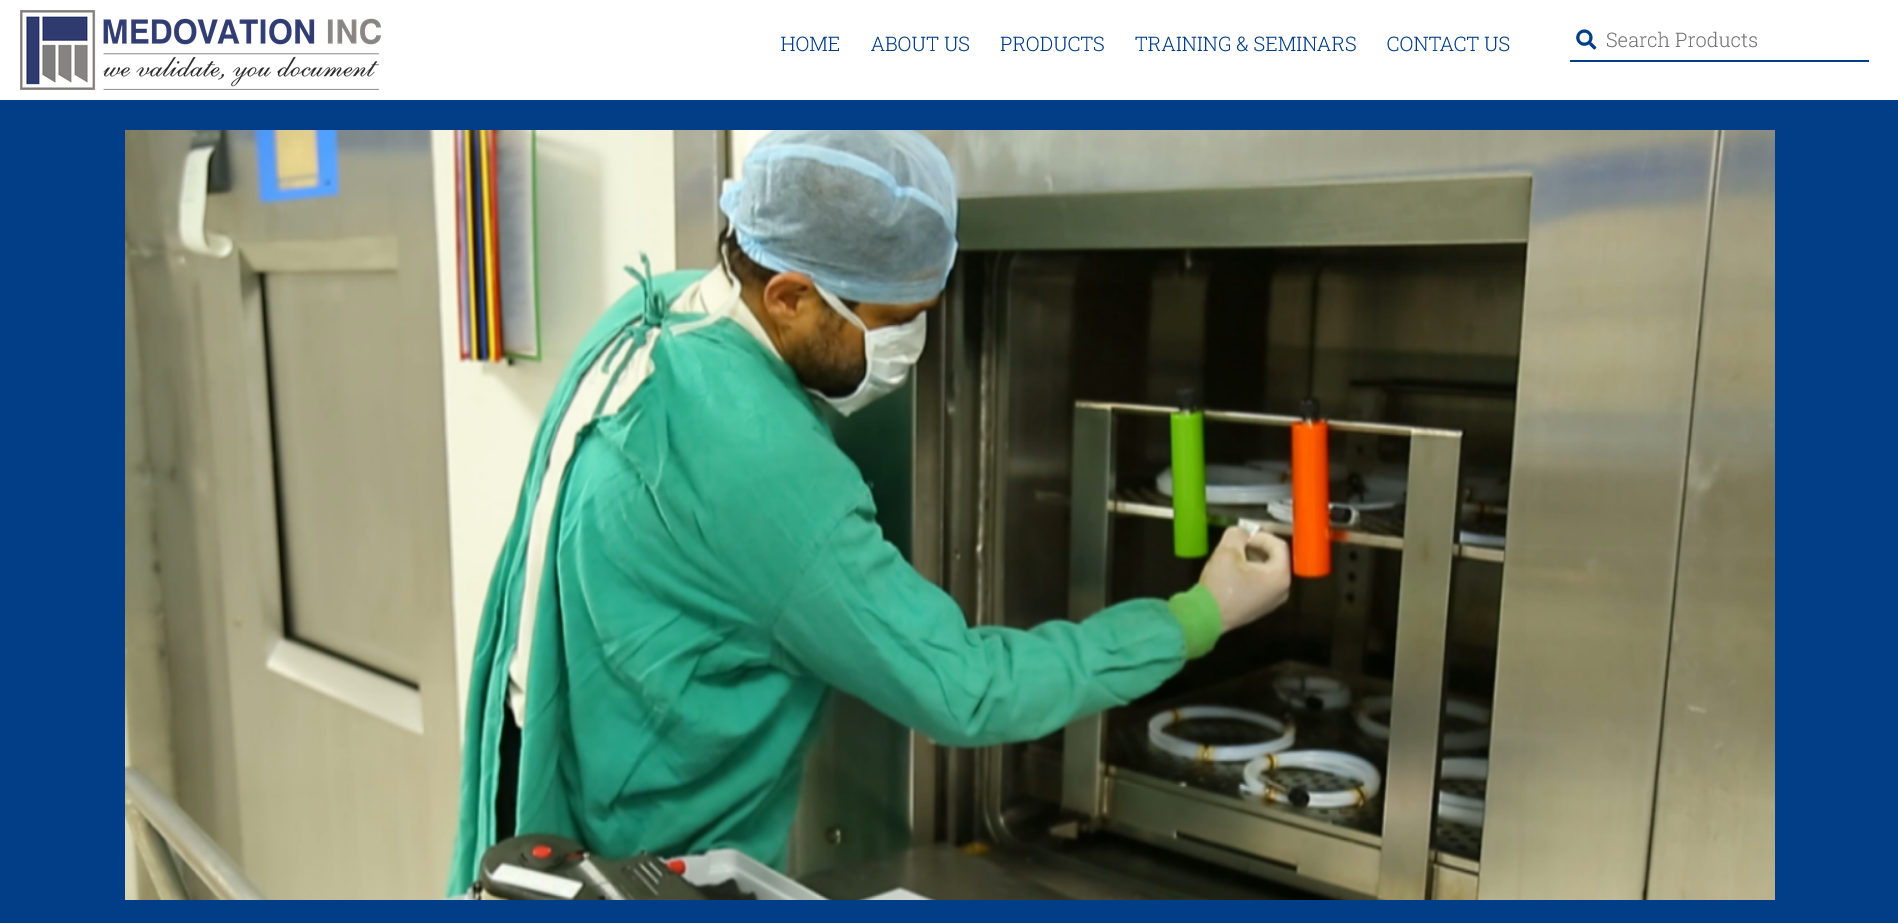 MEDOVATION INC
we validate, you document
HOME
ABOUT US
PRODUCTS
TRAINING & SEMINARS
CONTACT US
Search Products